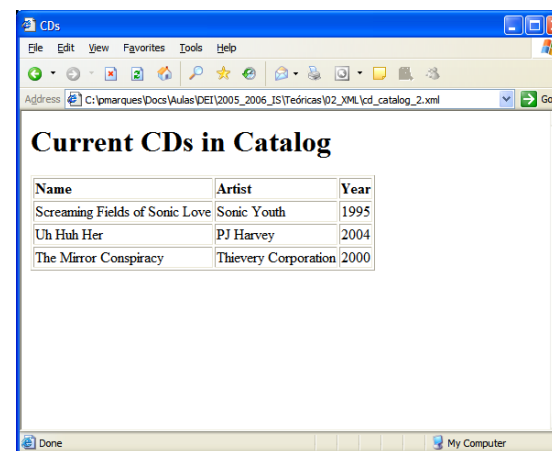 CDs
File Edit View Favorites Tools Help
Address C:\pmarques\Docs\Aulas\DEI\2005_2006_IS\Teóricas\02_XML\cd_catalog_2.xml Go
Current CDs in Catalog
Name Artist Year
Screaming Fields of Sonic Love Sonic Youth 1995
Uh Huh Her PJ Harvey 2004
The Mirror Conspiracy Thievery Corporation 2000
Done My Computer